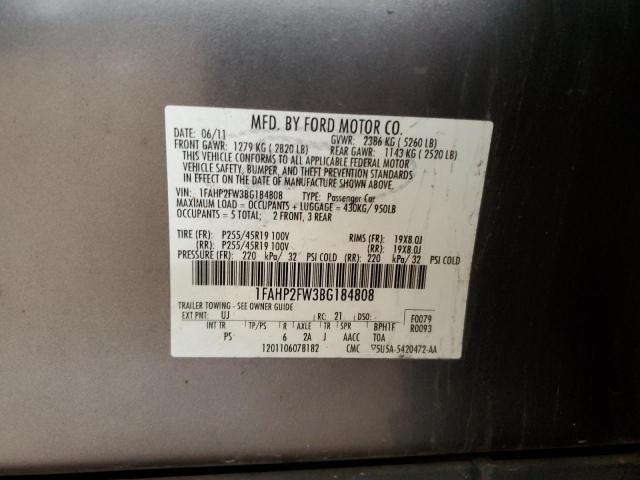 MFD. BY FORD MOTOR CO.
DATE: 06/11 GVWR: 2386 KG ( 5260 LB)
FRONT GAWR: 1279 KG ( 2820 LB) REAR GAWR: 1143 KG ( 2520 LB)
THIS VEHICLE CONFORMS TO ALL APPLICABLE FEDERAL MOTOR
VEHICLE SAFETY, BUMPER, AND THEFT PREVENTION STANDARDS
IN EFFECT ON THE DATE OF MANUFACTURE SHOWN ABOVE.
VIN: 1FAHP2FW3BG184808 TYPE: Passenger Car
MAXIMUM LOAD = OCCUPANTS + LUGGAGE = 430KG/ 950LB
OCCUPANTS = 5 TOTAL; 2 FRONT, 3 REAR
TIRE (FR): P255/45R19 100V RIMS (FR): 19X8.0J
(RR): P255/45R19 100V (RR): 19X8.0J
PRESSURE (FR): 220 kPa/ 32 PSI COLD (RR): 220 kPa/ 32 PSI COLD
1FAHP2FW3BG184808
TRAILER TOWING - SEE OWNER GUIDE
EXT PNT: UJ RC: 21 DSO: F0079
INT TR TP/PS R AXLE TR SPR BPH1F R0093
PS 6 2A J AACC TOA
1201106078182 CMC ▽5U5A-5420472-AA